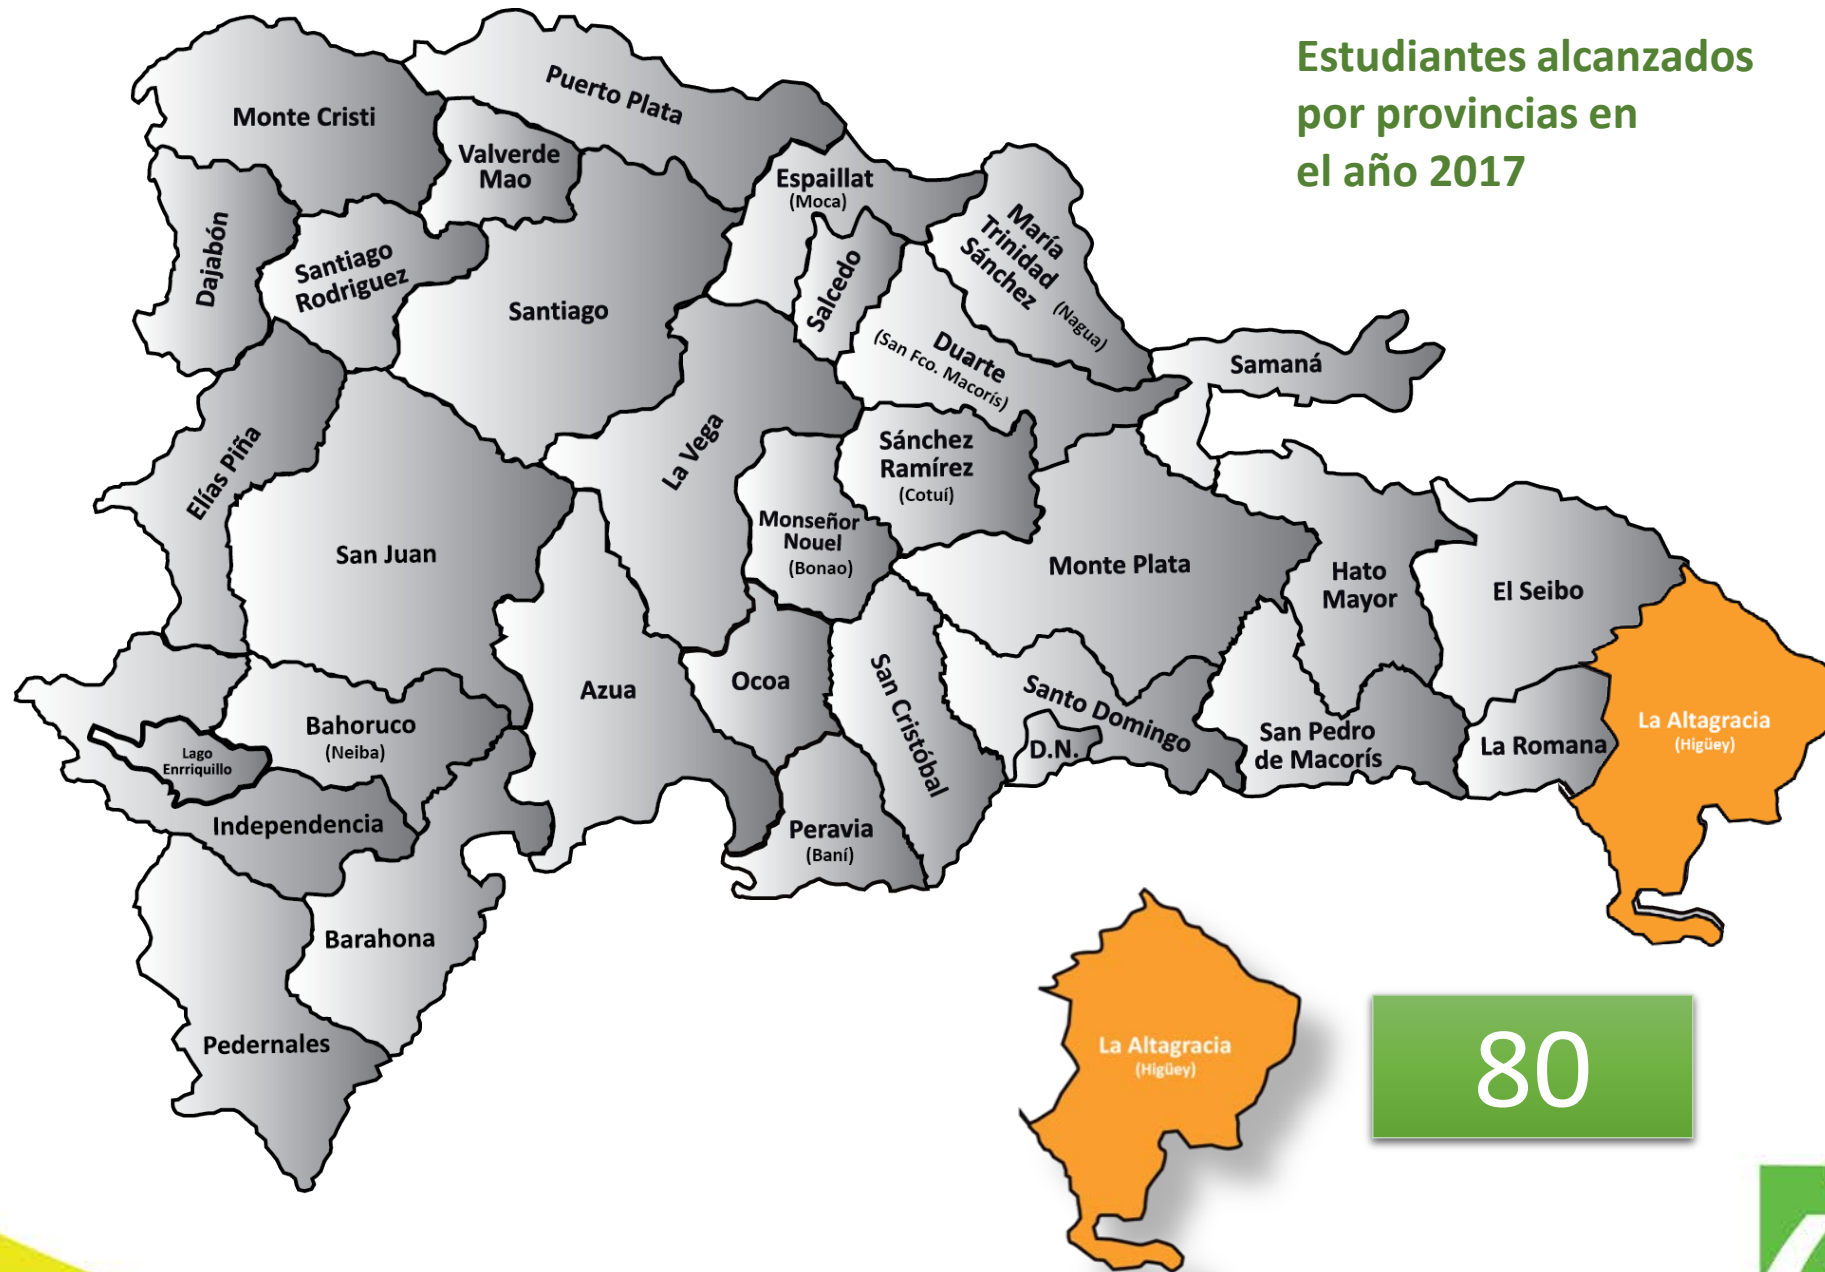 Estudiantes alcanzados
por provincias en
el año 2017
Monte Cristi
Puerto Plata
Valverde
Mao
Espaillat
(Moca)
María
Trinidad
Sánchez
(Nagua)
Dajabón
Santiago
Rodriguez
Santiago
Salcedo
Duarte
(San Fco. Macorís)
Samaná
Elías Piña
La Vega
Sánchez
Ramírez
(Cotuí)
San Juan
Monseñor
Nouel
(Bonao)
Monte Plata
Hato
Mayor
El Seibo
Azua
Ocoa
San Cristóbal
Santo Domingo
D.N.
San Pedro
de Macorís
La Romana
La Altagracia
(Higüey)
Bahoruco
(Neiba)
Lago
Enrriquillo
Independencia
Peravia
(Baní)
Barahona
Pedernales
La Altagracia
(Higüey)
80